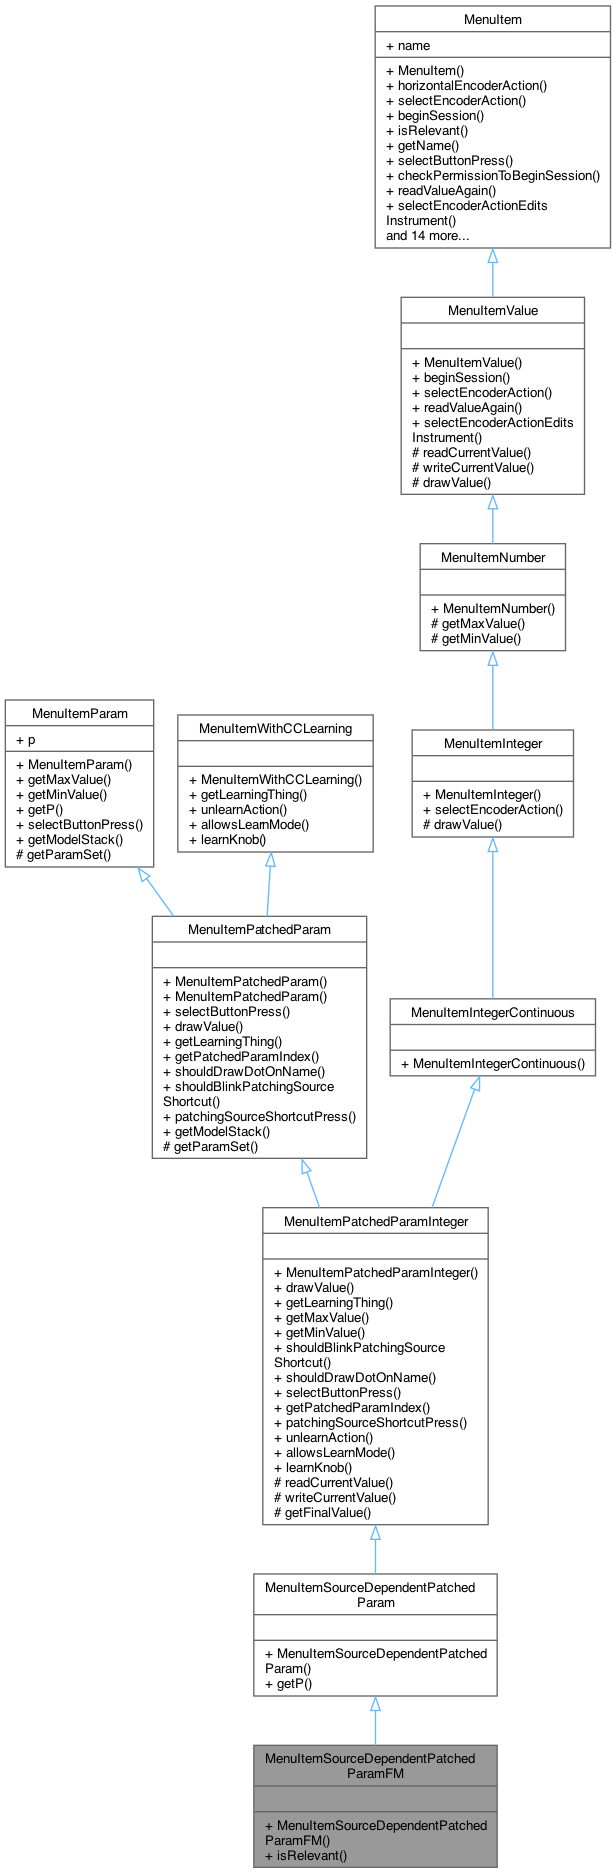 MenuItem
+ name
+ MenuItem()
+ horizontalEncoderAction()
+ selectEncoderAction()
+ beginSession()
+ isRelevant()
+ getName()
+ selectButtonPress()
+ checkPermissionToBeginSession()
+ readValueAgain()
+ selectEncoderActionEdits
Instrument()
and 14 more...
MenuItemValue
+ MenuItemValue()
+ beginSession()
+ selectEncoderAction()
+ readValueAgain()
+ selectEncoderActionEdits
Instrument()
# readCurrentValue()
# writeCurrentValue()
# drawValue()
MenuItemNumber
+ MenuItemNumber()
# getMaxValue()
# getMinValue()
MenuItemParam
+ p
+ MenuItemParam()
+ getMaxValue()
+ getMinValue()
+ getP()
+ selectButtonPress()
+ getModelStack()
# getParamSet()
MenuItemWithCCLearning
+ MenuItemWithCCLearning()
+ getLearningThing()
+ unlearnAction()
+ allowsLearnMode()
+ learnKnob()
MenuItemInteger
+ MenuItemInteger()
+ selectEncoderAction()
# drawValue()
MenuItemPatchedParam
+ MenuItemPatchedParam()
+ MenuItemPatchedParam()
+ selectButtonPress()
+ drawValue()
+ getLearningThing()
+ getPatchedParamIndex()
+ shouldDrawDotOnName()
+ shouldBlinkPatchingSource
Shortcut()
+ patchingSourceShortcutPress()
+ getModelStack()
# getParamSet()
MenuItemIntegerContinuous
+ MenuItemIntegerContinuous()
MenuItemPatchedParamInteger
+ MenuItemPatchedParamInteger()
+ drawValue()
+ getLearningThing()
+ getMaxValue()
+ getMinValue()
+ shouldBlinkPatchingSource
Shortcut()
+ shouldDrawDotOnName()
+ selectButtonPress()
+ getPatchedParamIndex()
+ patchingSourceShortcutPress()
+ unlearnAction()
+ allowsLearnMode()
+ learnKnob()
# readCurrentValue()
# writeCurrentValue()
# getFinalValue()
MenuItemSourceDependentPatched
Param
+ MenuItemSourceDependentPatched
Param()
+ getP()
MenuItemSourceDependentPatched
ParamFM
+ MenuItemSourceDependentPatched
ParamFM()
+ isRelevant()